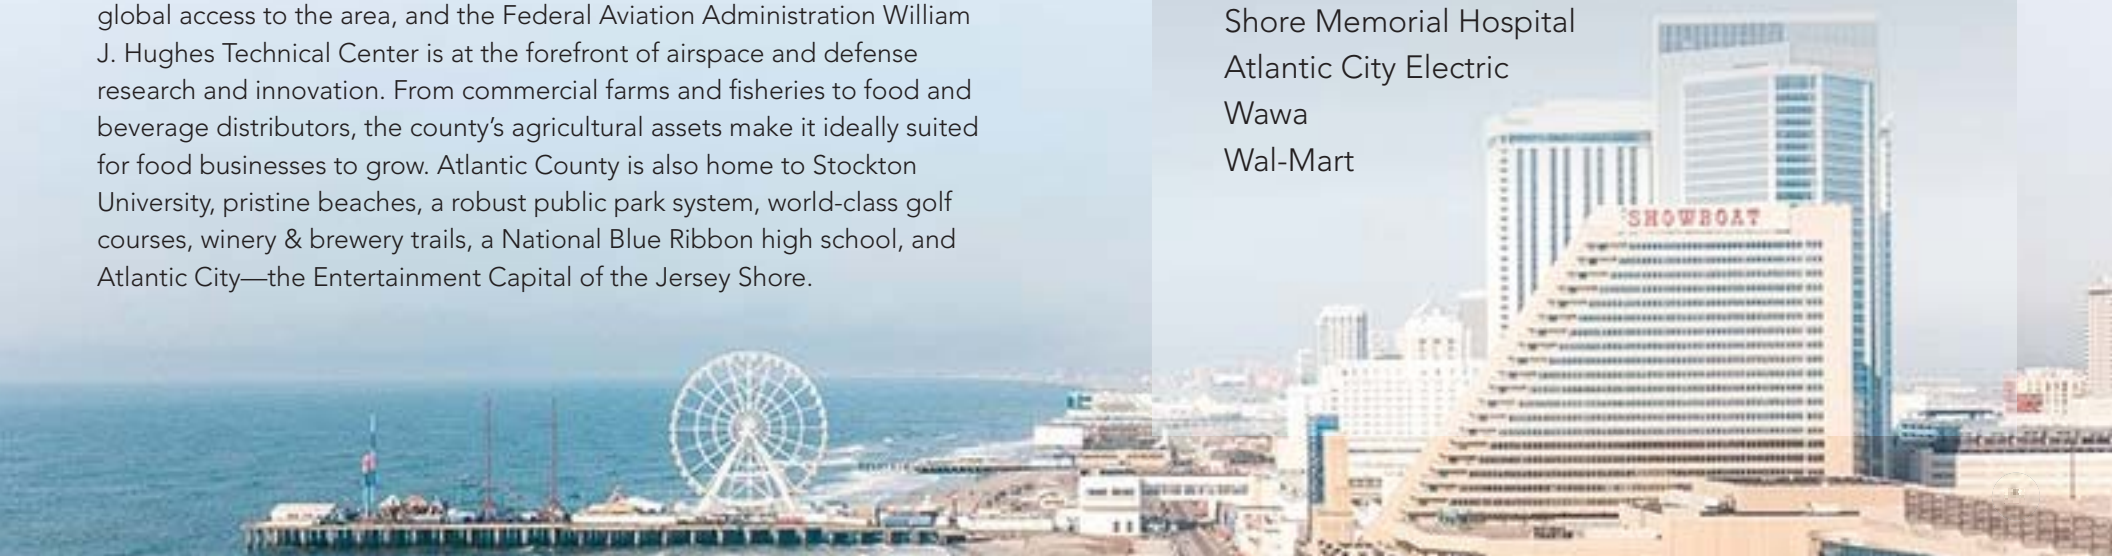 global access to the area, and the Federal Aviation Administration William
J. Hughes Technical Center is at the forefront of airspace and defense
research and innovation. From commercial farms and fisheries to food and
beverage distributors, the county’s agricultural assets make it ideally suited
for food businesses to grow. Atlantic County is also home to Stockton
University, pristine beaches, a robust public park system, world-class golf
courses, winery & brewery trails, a National Blue Ribbon high school, and
Atlantic City—the Entertainment Capital of the Jersey Shore.
Shore Memorial Hospital
Atlantic City Electric
Wawa
Wal-Mart
SHOWBOAT